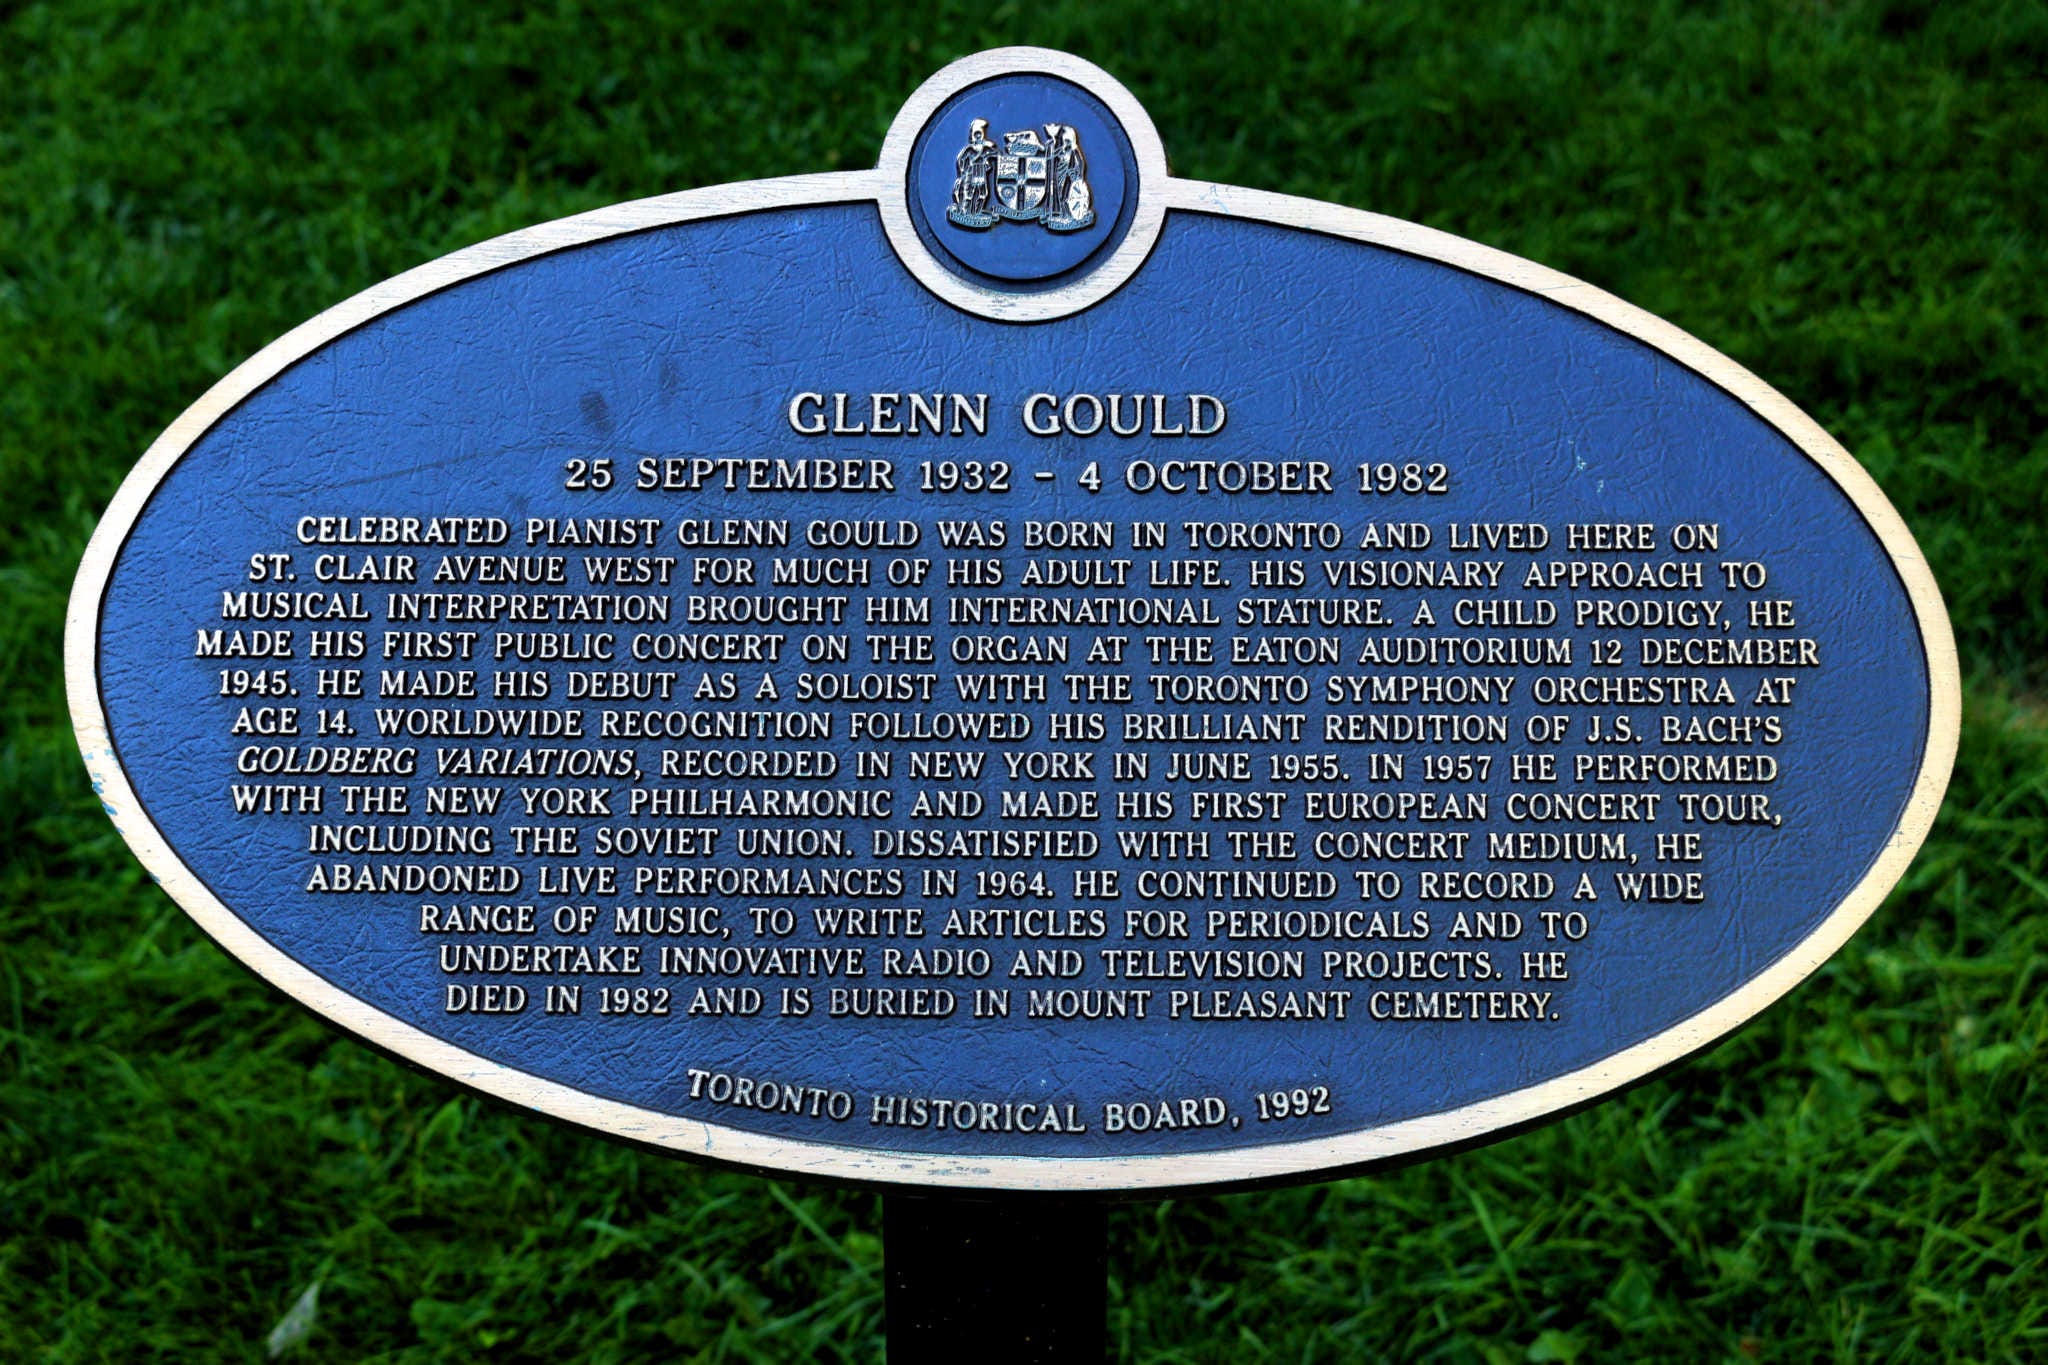 GLENN GOULD
25 SEPTEMBER 1932 - 4 OCTOBER 1982
CELEBRATED PIANIST GLENN GOULD WAS BORN IN TORONTO AND LIVED HERE ON
ST. CLAIR AVENUE WEST FOR MUCH OF HIS ADULT LIFE. HIS VISIONARY APPROACH TO
MUSICAL INTERPRETATION BROUGHT HIM INTERNATIONAL STATURE. A CHILD PRODIGY, HE
MADE HIS FIRST PUBLIC CONCERT ON THE ORGAN AT THE EATON AUDITORIUM 12 DECEMBER
1945. HE MADE HIS DEBUT AS A SOLOIST WITH THE TORONTO SYMPHONY ORCHESTRA AT
AGE 14. WORLDWIDE RECOGNITION FOLLOWED HIS BRILLIANT RENDITION OF J.S. BACH'S
GOLDBERG VARIATIONS, RECORDED IN NEW YORK IN JUNE 1955. IN 1957 HE PERFORMED
WITH THE NEW YORK PHILHARMONIC AND MADE HIS FIRST EUROPEAN CONCERT TOUR,
INCLUDING THE SOVIET UNION. DISSATISFIED WITH THE CONCERT MEDIUM, HE
ABANDONED LIVE PERFORMANCES IN 1964. HE CONTINUED TO RECORD A WIDE
RANGE OF MUSIC, TO WRITE ARTICLES FOR PERIODICALS AND TO
UNDERTAKE INNOVATIVE RADIO AND TELEVISION PROJECTS. HE
DIED IN 1982 AND IS BURIED IN MOUNT PLEASANT CEMETERY.
TORONTO HISTORICAL BOARD, 1992